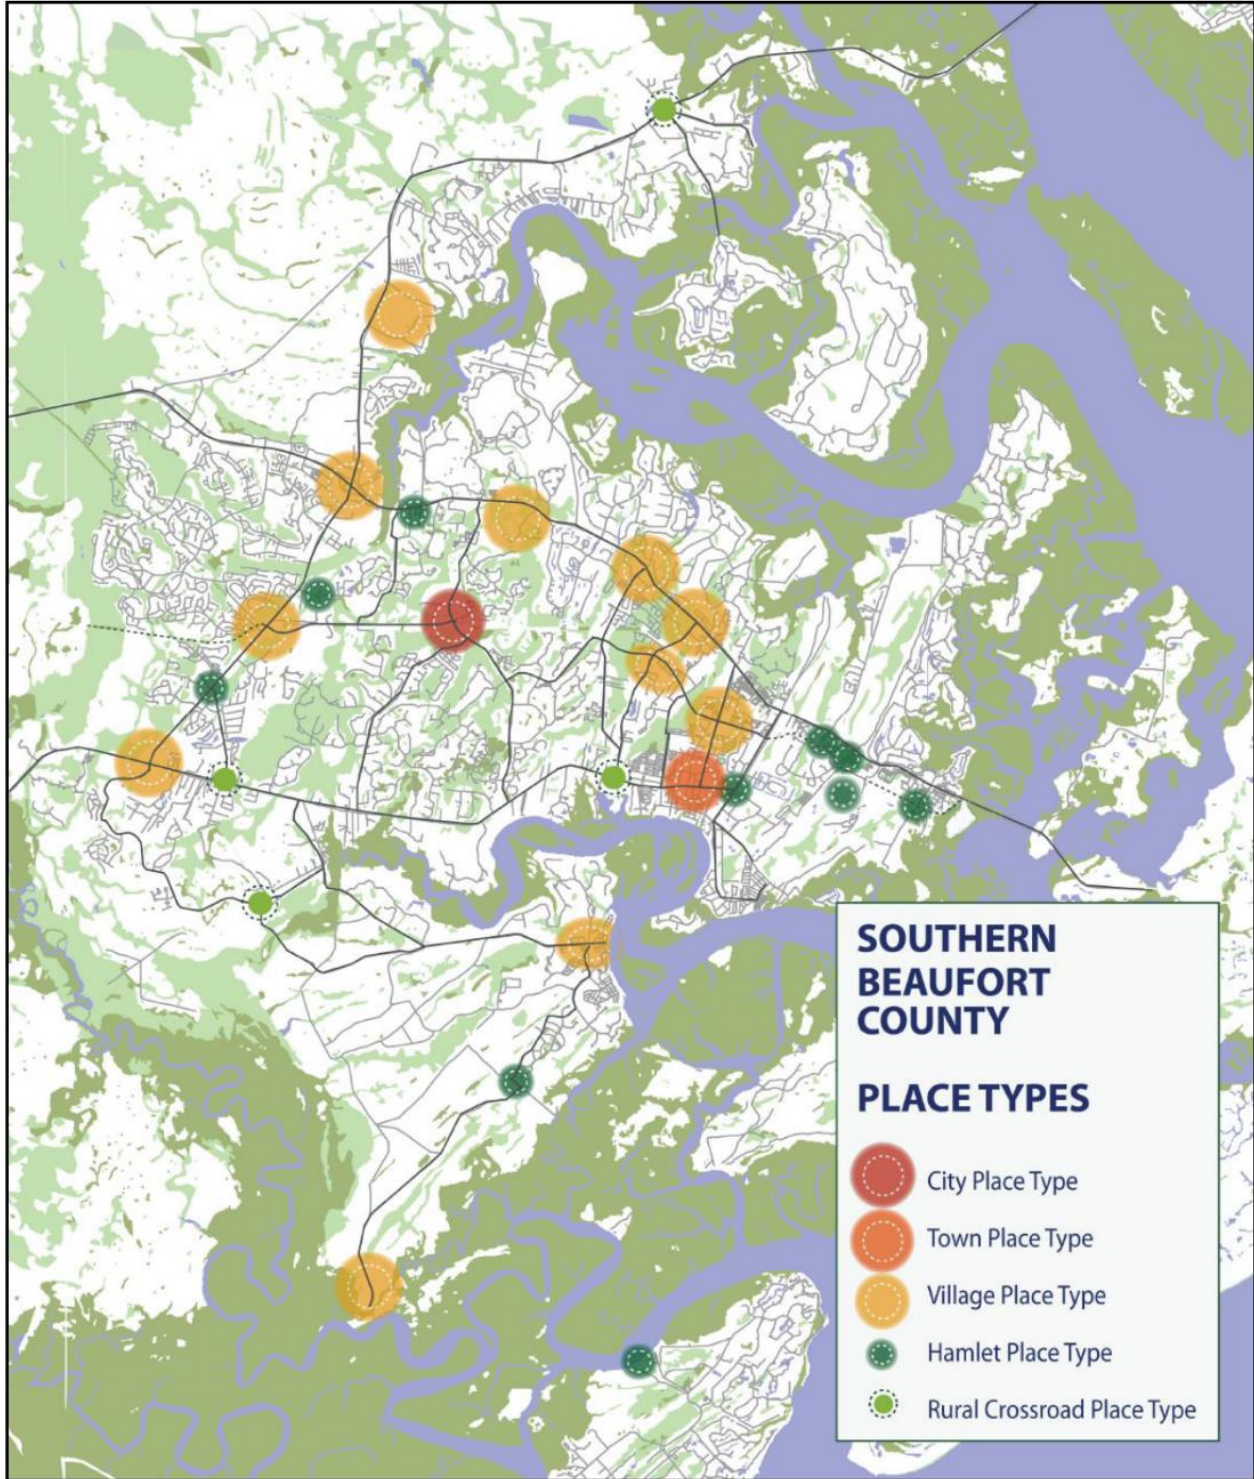 SOUTHERN
BEAUFORT
COUNTY
PLACE TYPES
City Place Type
Town Place Type
Village Place Type
Hamlet Place Type
Rural Crossroad Place Type